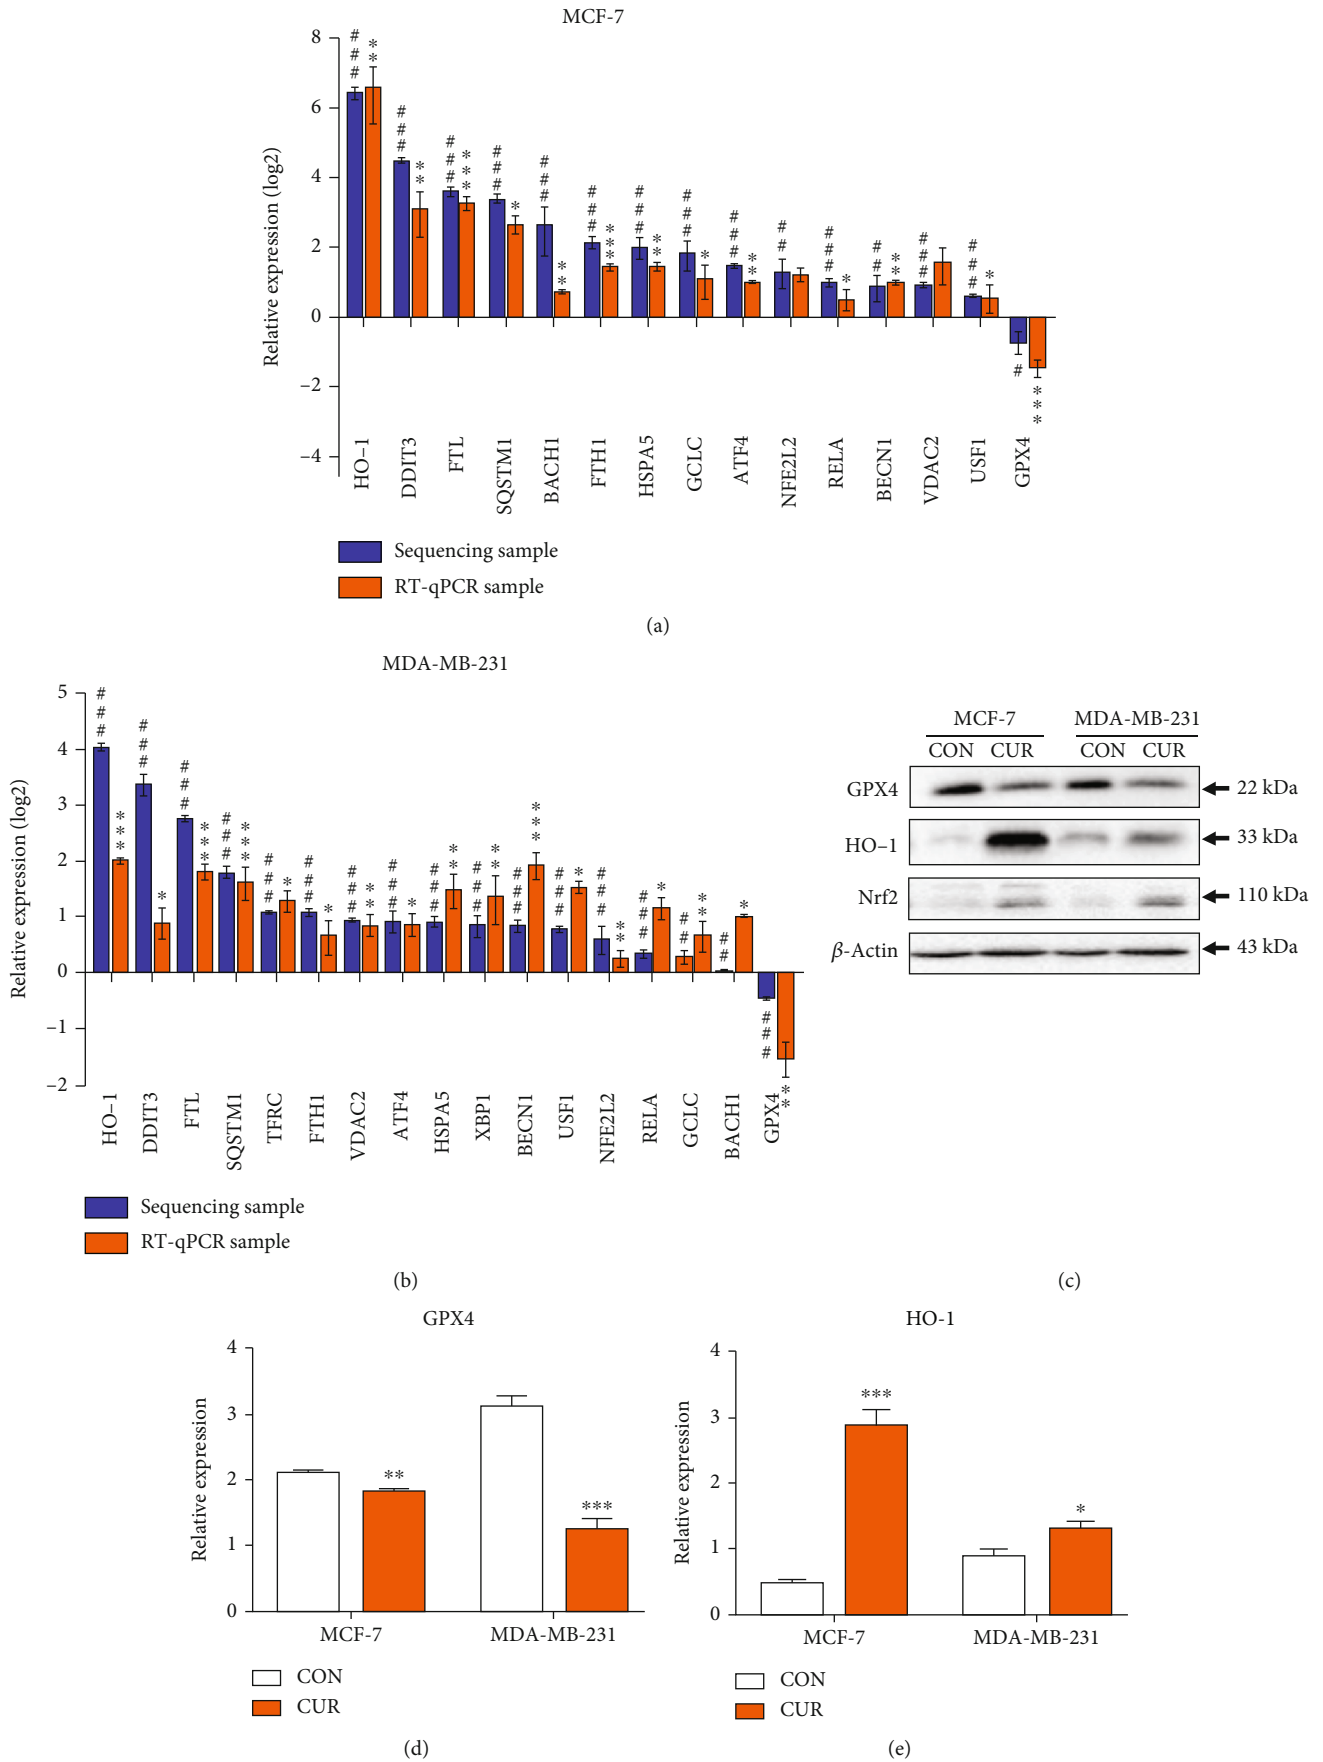 MCF-7
Relative expression (log2)
8
6
4
2
0
−2
−4
# # #
* *
# # #
* *
# # #
* * *
# # #
*
# # #
* *
# # #
* * *
# # #
* *
# # #
*
# # #
* *
# #
# # #
*
# #
* *
# # #
# # #
*
#
* * *
HO−1
DDIT3
FTL
SQSTM1
BACH1
FTH1
HSPA5
GCLC
ATF4
NFE2L2
RELA
BECN1
VDAC2
USF1
GPX4
Sequencing sample
RT-qPCR sample
(a)
MDA-MB-231
Relative expression (log2)
5
4
3
2
1
0
−1
−2
# # #
* * *
# # #
*
# # #
* * *
# # #
* * *
# # #
*
# # #
*
# # #
* *
# # #
*
# # #
* *
# # #
* *
# # #
* * *
# # #
*
# # #
* *
# # #
*
# #
* *
# #
*
# # #
* *
HO−1
DDIT3
FTL
SQSTM1
TFRC
FTH1
VDAC2
ATF4
HSPA5
XBP1
BECN1
USF1
NFE2L2
RELA
GCLC
BACH1
GPX4
Sequencing sample
RT-qPCR sample
(b)
MCF-7 MDA-MB-231
CON CUR CON CUR
GPX4 22 kDa
HO−1 33 kDa
Nrf2 110 kDa
β-Actin 43 kDa
(c)
GPX4
Relative expression
4
3
2
1
0
**
***
MCF-7 MDA-MB-231
CON
CUR
(d)
HO-1
Relative expression
4
3
2
1
0
***
*
MCF-7 MDA-MB-231
CON
CUR
(e)